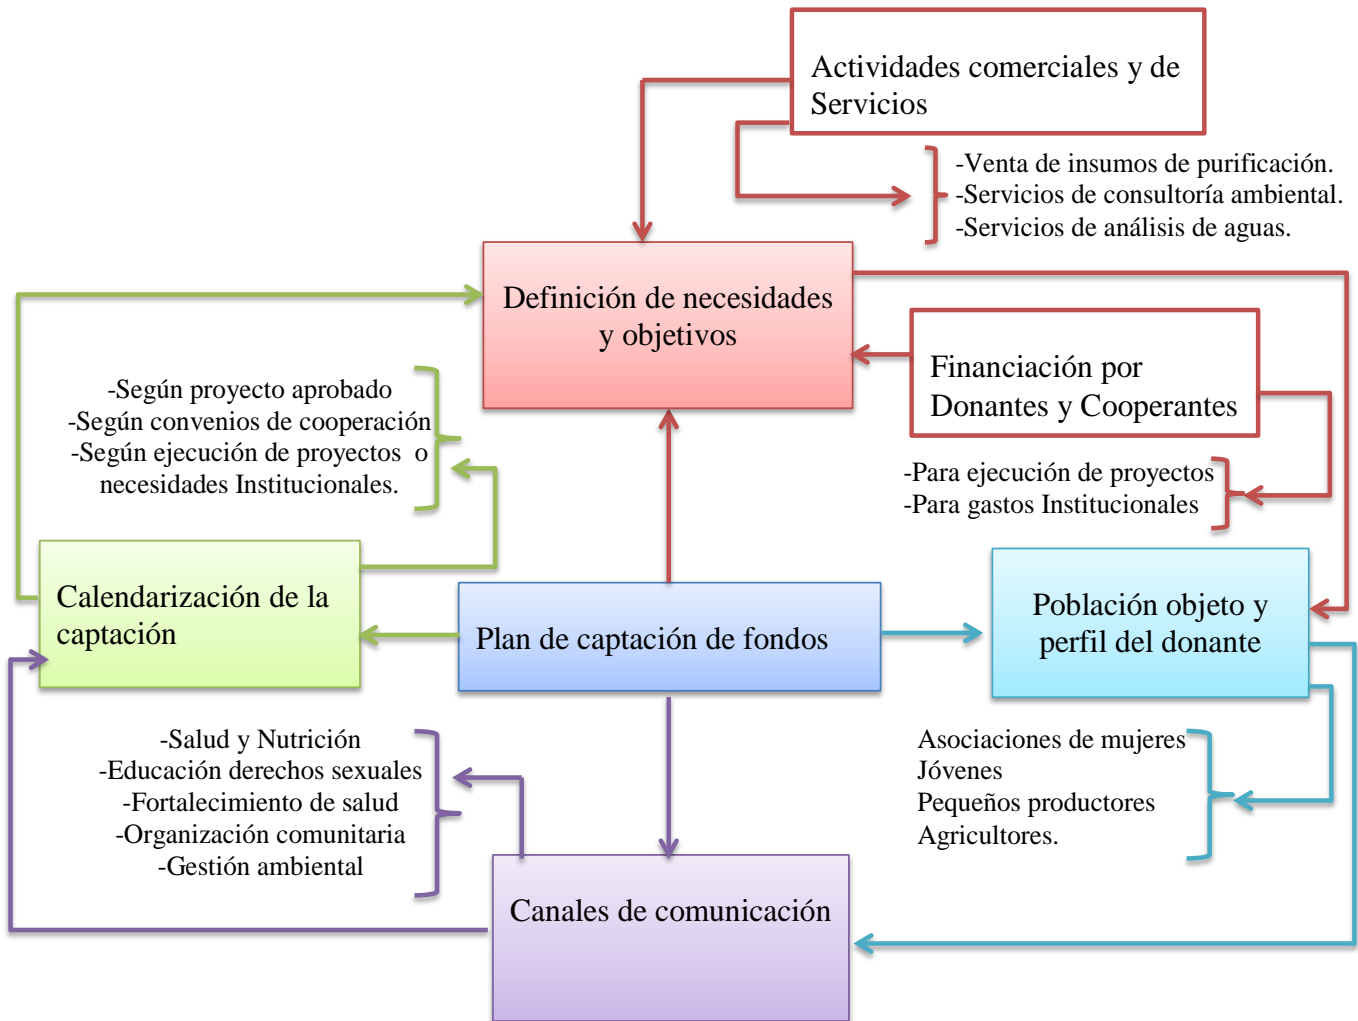 Actividades comerciales y de
Servicios
-Venta de insumos de purificación.
-Servicios de consultoría ambiental.
-Servicios de análisis de aguas.
Definición de necesidades
y objetivos
Financiación por
Donantes y Cooperantes
-Según proyecto aprobado
-Según convenios de cooperación
-Según ejecución de proyectos o
necesidades Institucionales.
-Para ejecución de proyectos
-Para gastos Institucionales
Calendarización de la
captación
Plan de captación de fondos
Población objeto y
perfil del donante
-Salud y Nutrición
-Educación derechos sexuales
-Fortalecimiento de salud
-Organización comunitaria
-Gestión ambiental
Asociaciones de mujeres
Jóvenes
Pequeños productores
Agricultores.
Canales de comunicación